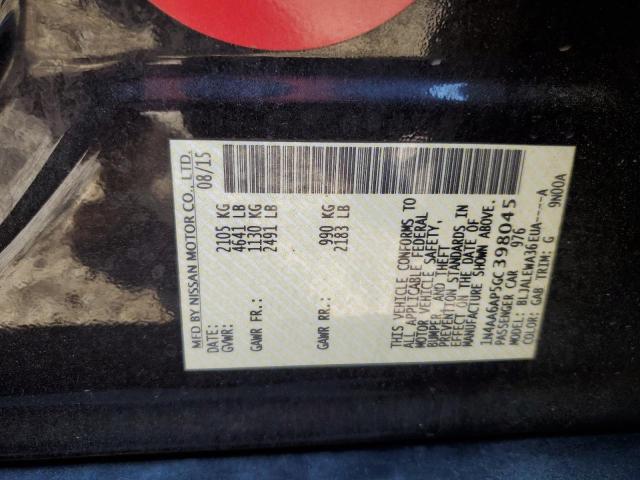 MFD BY NISSAN MOTOR CO., LTD.
DATE: 08/15
GVWR: 2105 KG
4641 LB
GAWR FR.: 1130 KG
2491 LB
GAWR RR.: 990 KG
2183 LB
THIS VEHICLE CONFORMS TO
ALL APPLICABLE FEDERAL
MOTOR VEHICLE SAFETY,
BUMPER, AND THEFT
PREVENTION STANDARDS IN
EFFECT ON THE DATE OF
MANUFACTURE SHOWN ABOVE.
1N4AA6AP5GC398045
PASSENGER CAR 976
MODEL: BLJALEWA36EUA-----A
COLOR: GAB TRIM: G 9N00A